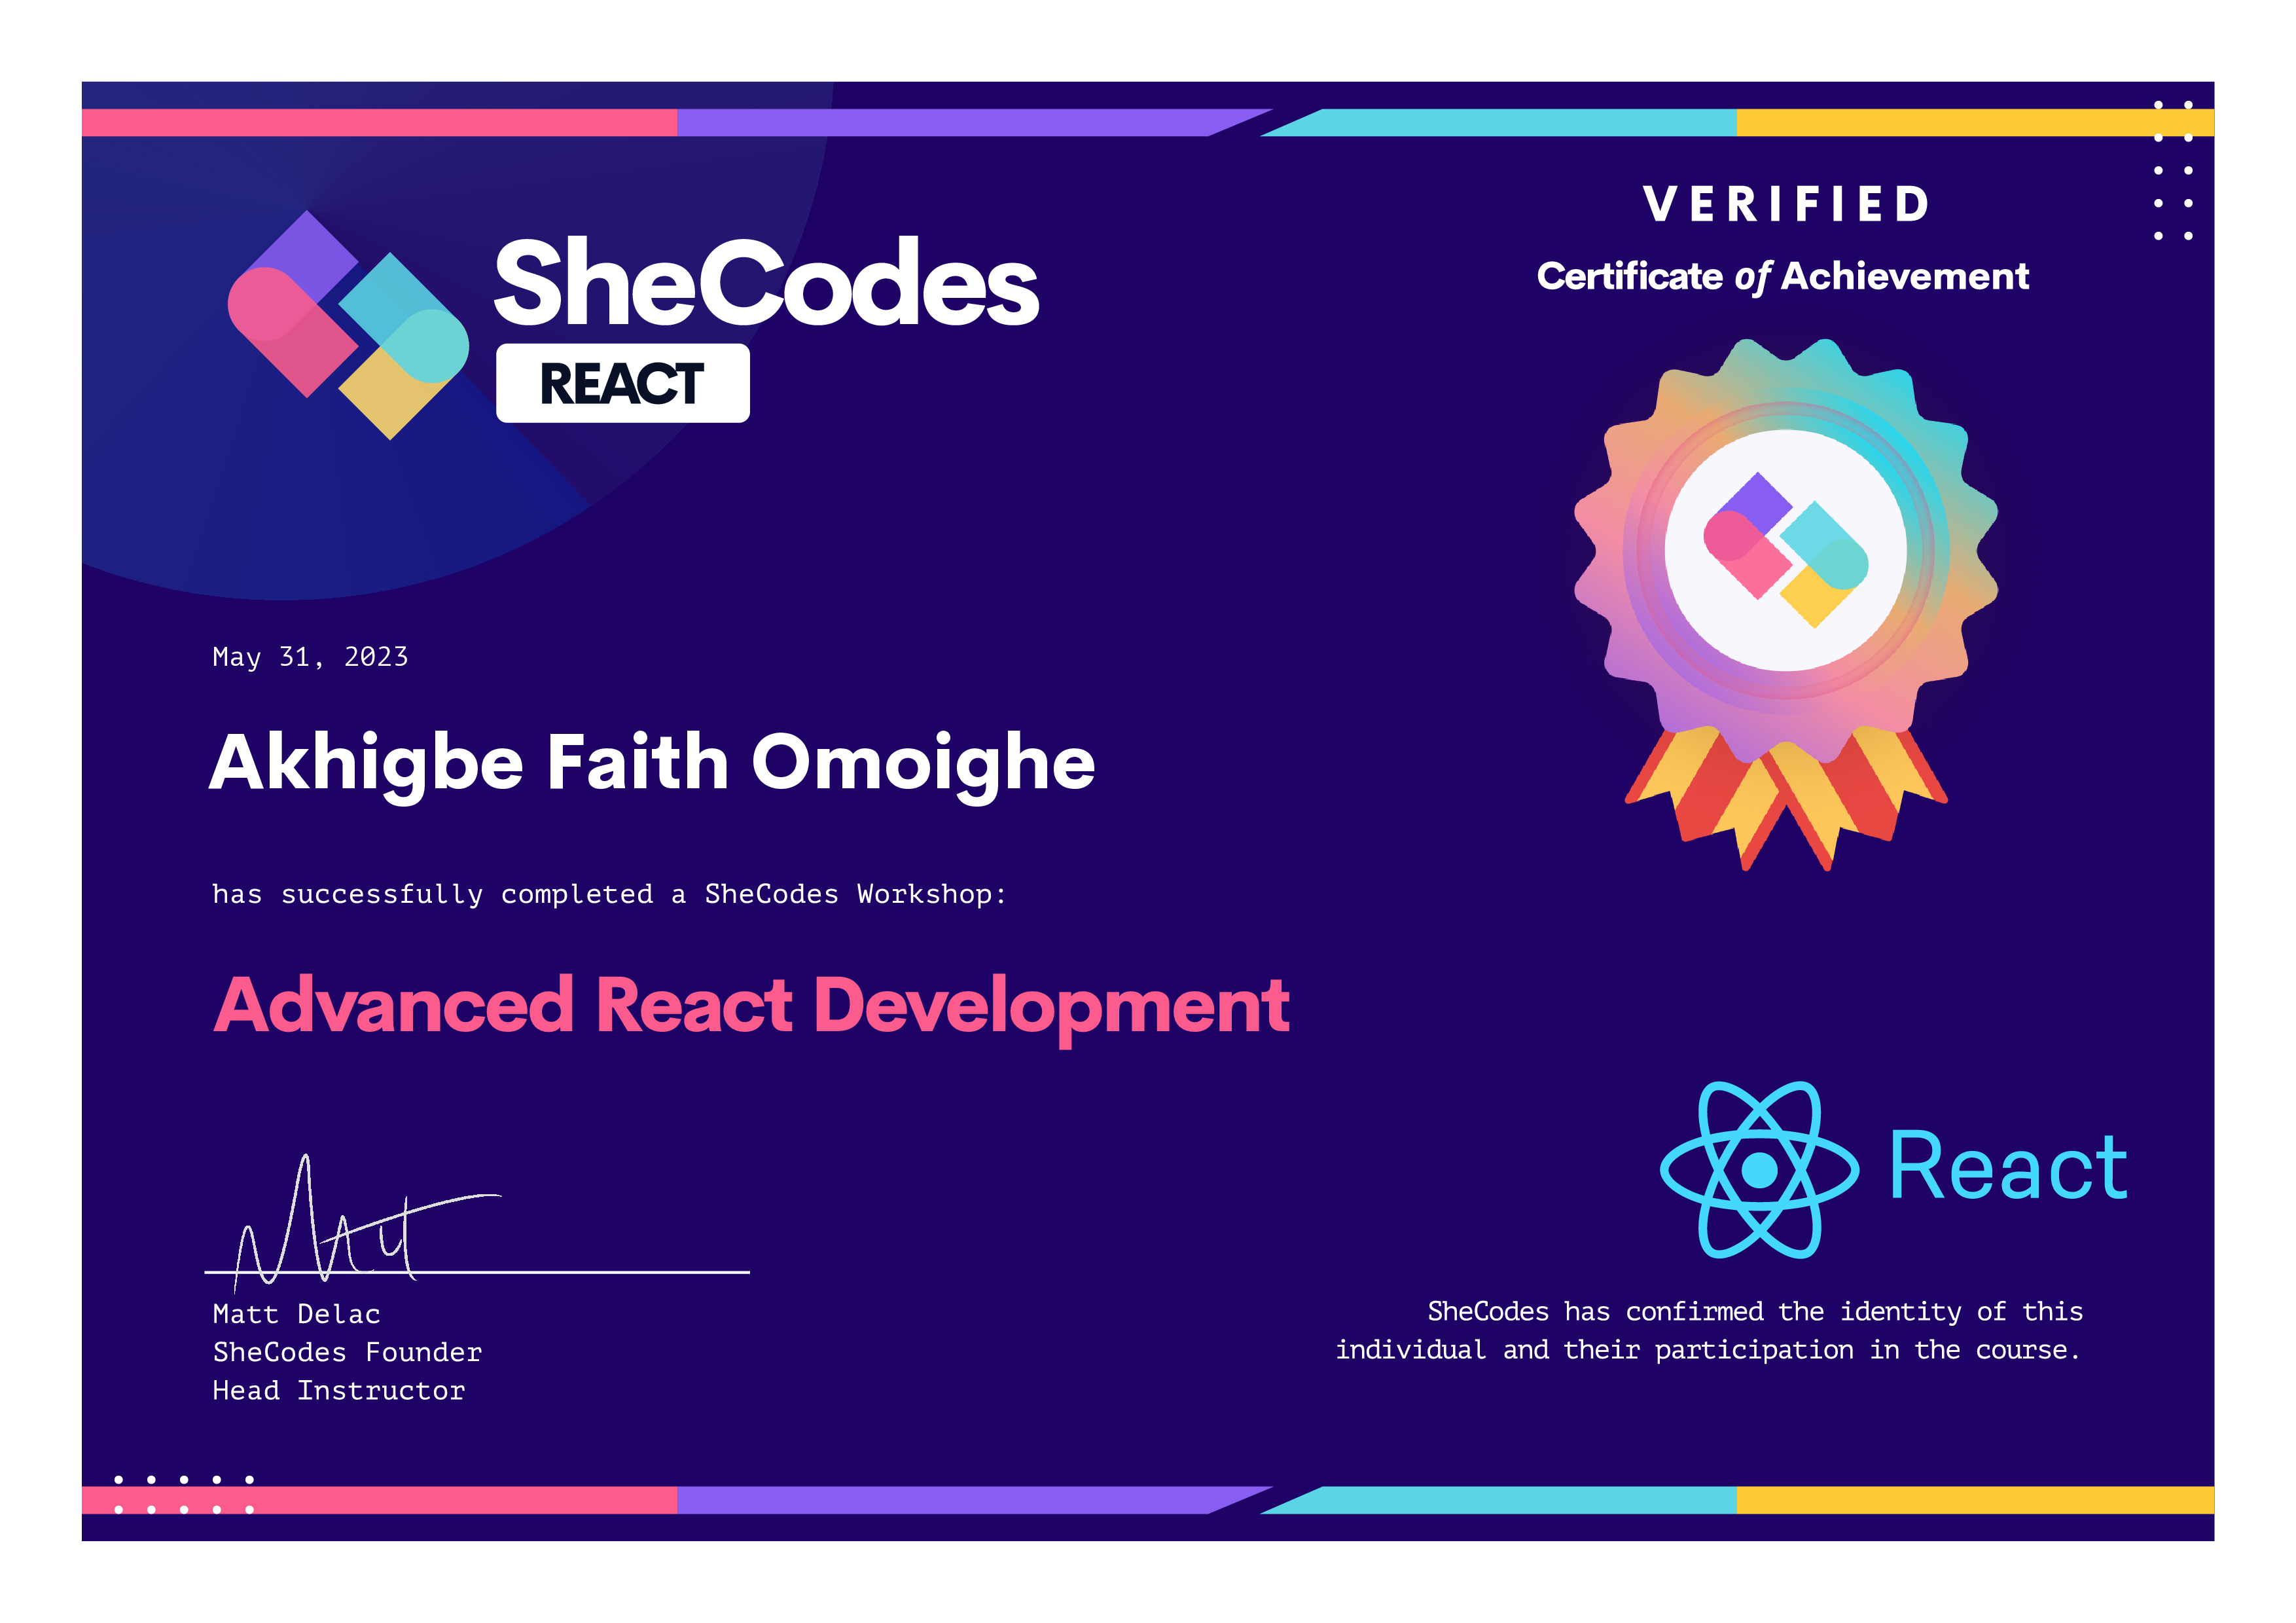 SheCodes
REACT
VERIFIED
Certificate of Achievement
May 31, 2023
Akhigbe Faith Omoighe
has successfully completed a SheCodes Workshop:
Advanced React Development
Matt
Matt Delac
SheCodes Founder
Head Instructor
React
SheCodes has confirmed the identity of this
individual and their participation in the course.